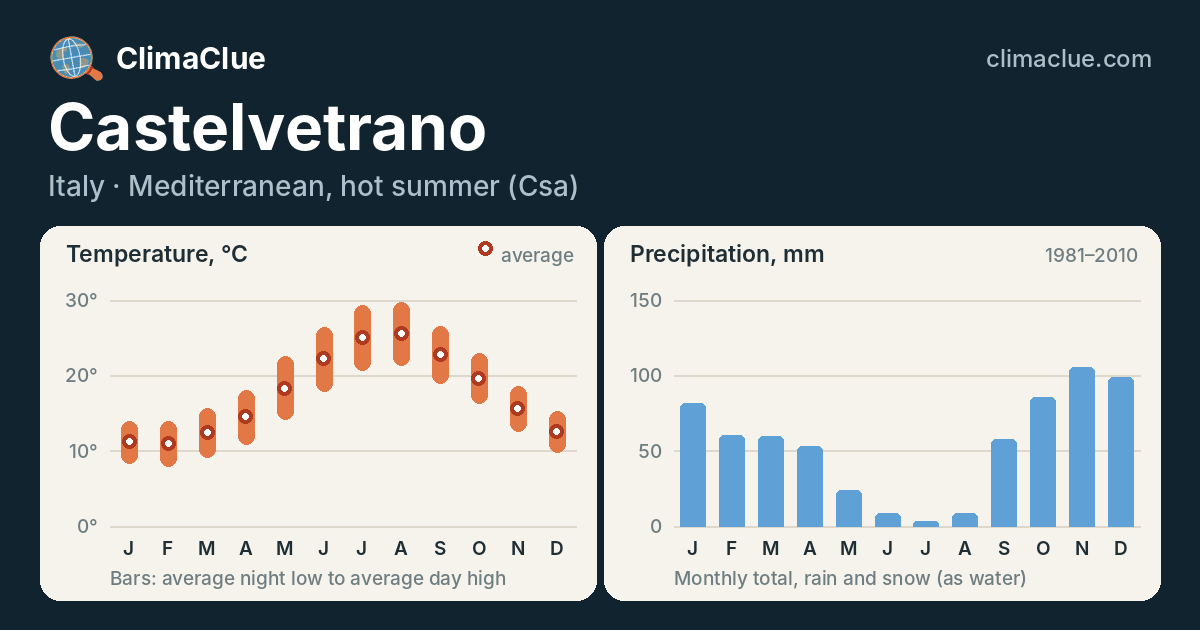 ClimaClue
climaclue.com
Castelvetrano
Italy · Mediterranean, hot summer (Csa)
Temperature, °C
average
30°
20°
10°
0°
J F M A M J J A S O N D
Bars: average night low to average day high
Precipitation, mm
1981–2010
150
100
50
0
J F M A M J J A S O N D
Monthly total, rain and snow (as water)